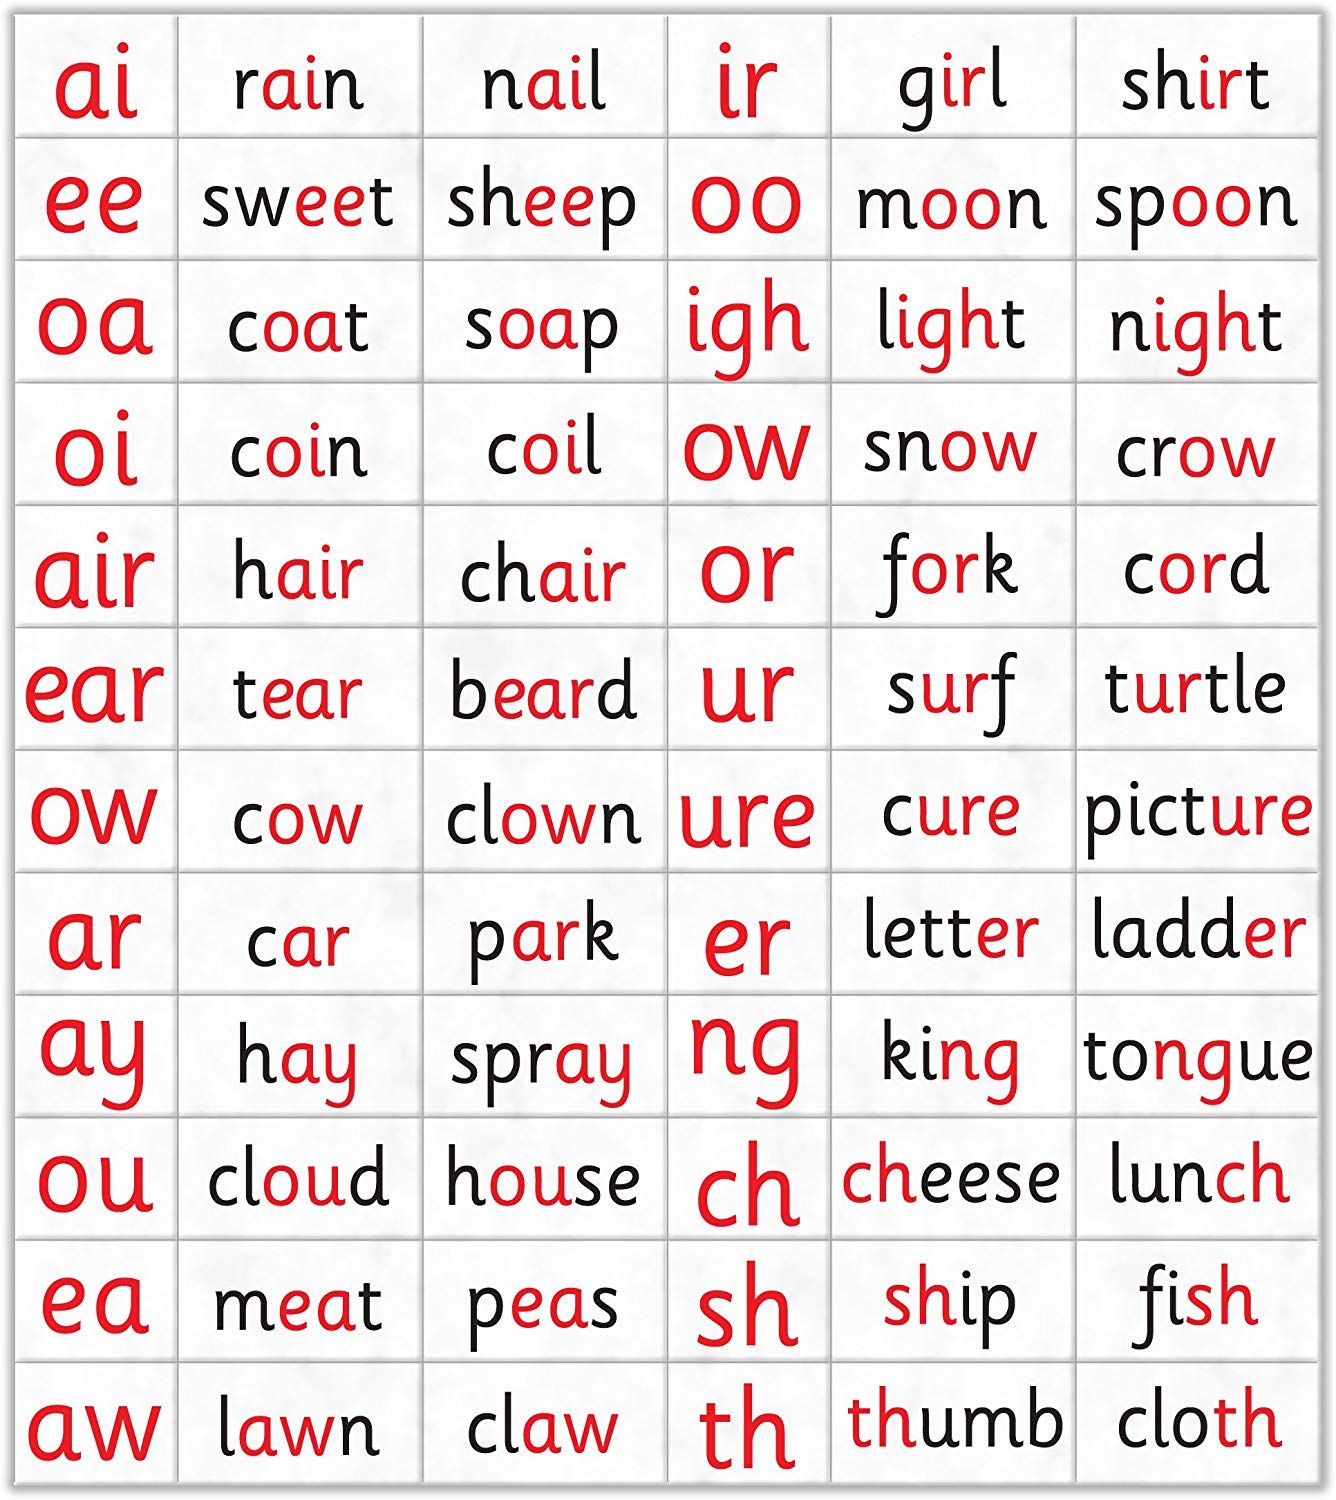 ai rain nail ir girl shirt
ee sweet sheep oo moon spoon
oa coat soap igh light night
oi coin coil ow snow crow
air hair chair or fork cord
ear tear beard ur surf turtle
ow cow clown ure cure picture
ar car park er letter ladder
ay hay spray ng king tongue
ou cloud house ch cheese lunch
ea meat peas sh ship fish
aw lawn claw th thumb cloth